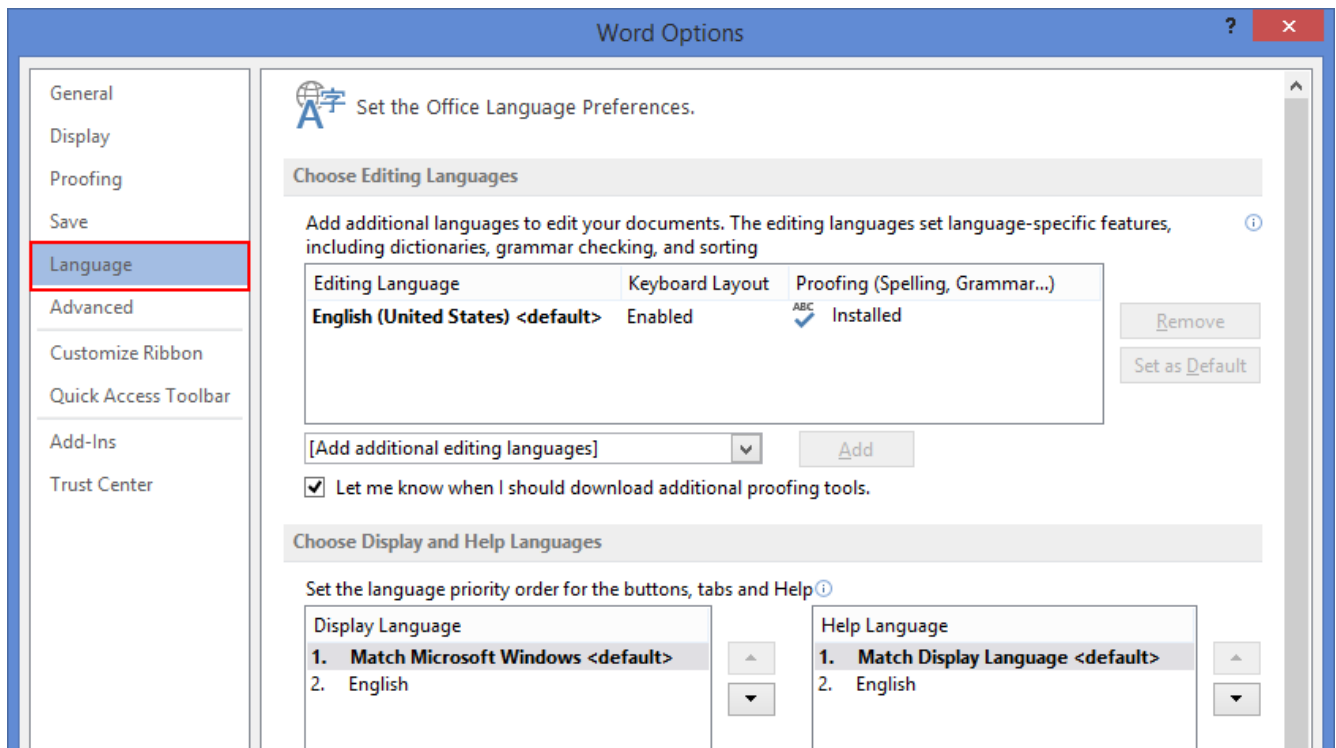 Word Options
?
General
Display
Proofing
Save
Language
Advanced
Customize Ribbon
Quick Access Toolbar
Add-Ins
Trust Center
A字 Set the Office Language Preferences.
Choose Editing Languages
Add additional languages to edit your documents. The editing languages set language-specific features,
including dictionaries, grammar checking, and sorting
Editing Language Keyboard Layout Proofing (Spelling, Grammar...)
English (United States) <default> Enabled ABC Installed
Remove
Set as Default
[Add additional editing languages] Add
Let me know when I should download additional proofing tools.
Choose Display and Help Languages
Set the language priority order for the buttons, tabs and Help
Display Language
1. Match Microsoft Windows <default>
2. English
Help Language
1. Match Display Language <default>
2. English